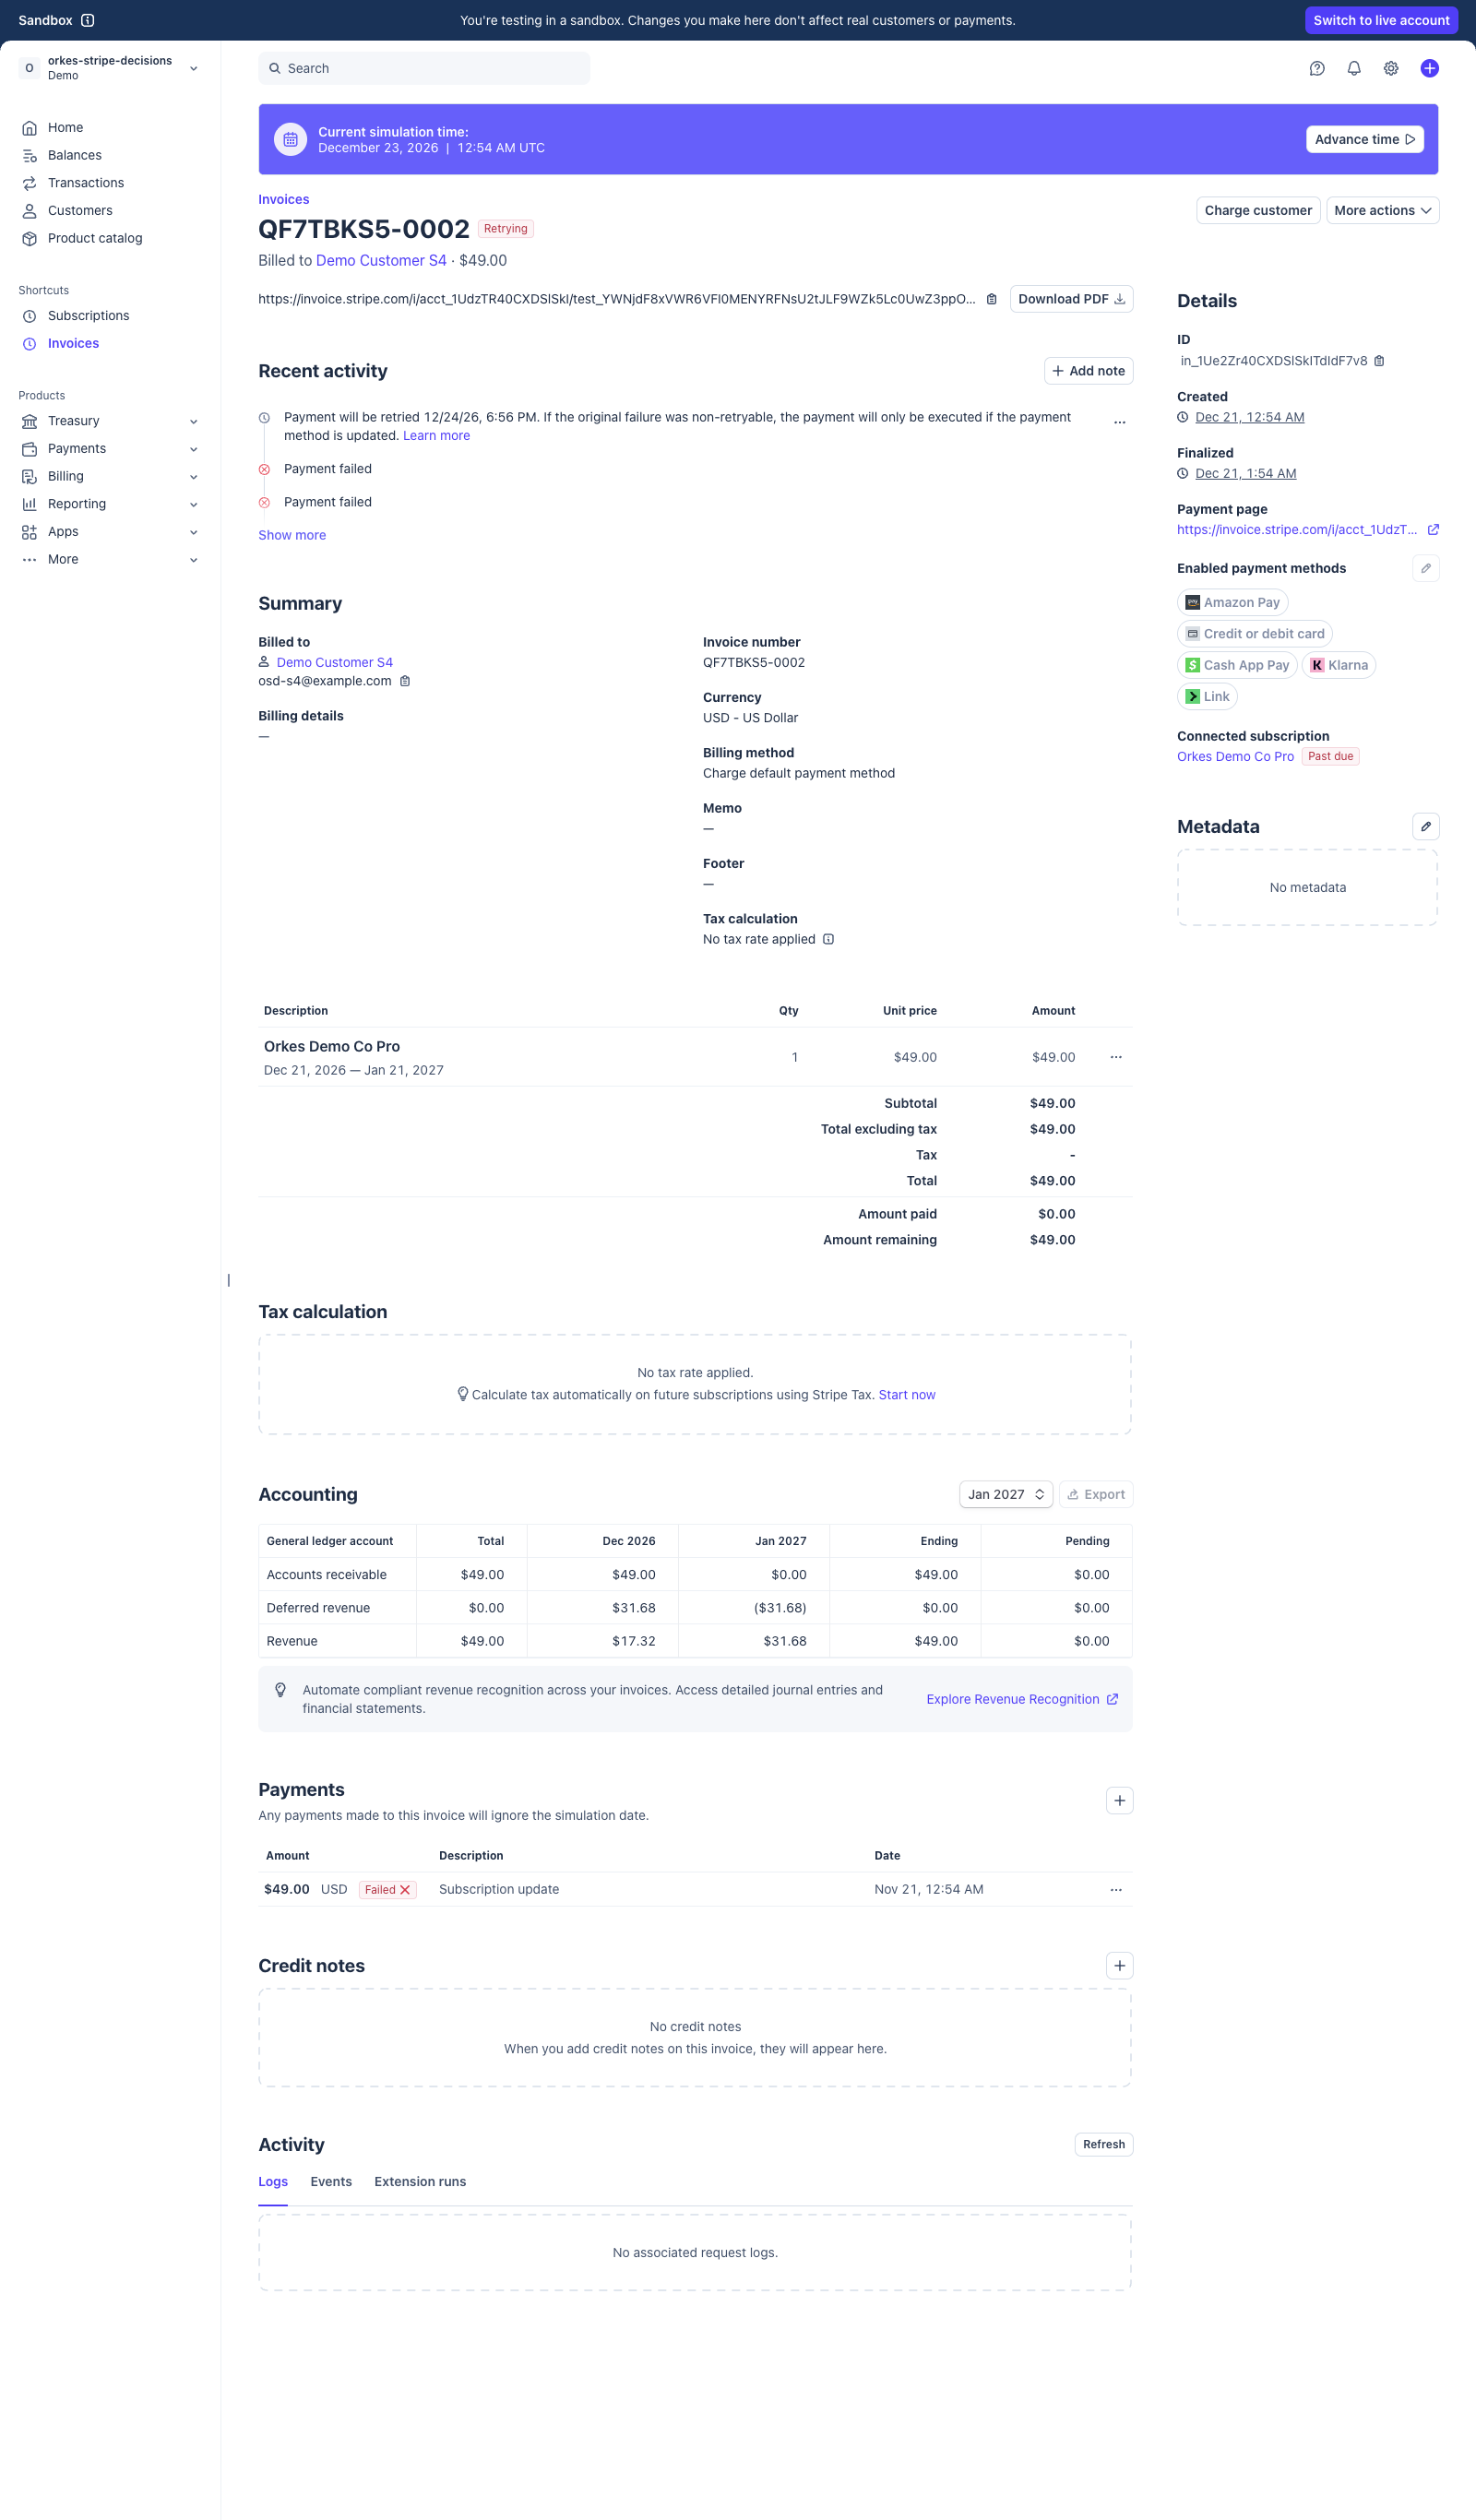 Sandbox
You're testing in a sandbox. Changes you make here don't affect real customers or payments.
Switch to live account
O
orkes-stripe-decisions
Demo
Search
Home
Balances
Transactions
Customers
Product catalog
Shortcuts
Subscriptions
Invoices
Products
Treasury
Payments
Billing
Reporting
Apps
More
Current simulation time:
December 23, 2026 | 12:54 AM UTC
Advance time
Invoices
QF7TBKS5-0002 Retrying
Billed to Demo Customer S4 · $49.00
Charge customer
More actions
https://invoice.stripe.com/i/acct_1UdzTR40CXDSlSkI/test_YWNjdF8xVWR6VFI0MENYRFNsU2tJLF9WZk5Lc0UwZ3ppO...
Download PDF
Recent activity
Add note
Payment will be retried 12/24/26, 6:56 PM. If the original failure was non-retryable, the payment will only be executed if the payment
method is updated. Learn more
Payment failed
Payment failed
Show more
Summary
Billed to
Demo Customer S4
osd-s4@example.com
Billing details
—
Invoice number
QF7TBKS5-0002
Currency
USD - US Dollar
Billing method
Charge default payment method
Memo
—
Footer
—
Tax calculation
No tax rate applied
Details
ID
in_1Ue2Zr40CXDSlSkITdIdF7v8
Created
Dec 21, 12:54 AM
Finalized
Dec 21, 1:54 AM
Payment page
https://invoice.stripe.com/i/acct_1UdzT...
Enabled payment methods
Amazon Pay
Credit or debit card
Cash App Pay
Klarna
Link
Connected subscription
Orkes Demo Co Pro Past due
Metadata
No metadata
Description Qty Unit price Amount
Orkes Demo Co Pro
Dec 21, 2026 — Jan 21, 2027
1 $49.00 $49.00
Subtotal $49.00
Total excluding tax $49.00
Tax -
Total $49.00
Amount paid $0.00
Amount remaining $49.00
Tax calculation
No tax rate applied.
Calculate tax automatically on future subscriptions using Stripe Tax. Start now
Accounting
Jan 2027
Export
General ledger account Total Dec 2026 Jan 2027 Ending Pending
Accounts receivable $49.00 $49.00 $0.00 $49.00 $0.00
Deferred revenue $0.00 $31.68 ($31.68) $0.00 $0.00
Revenue $49.00 $17.32 $31.68 $49.00 $0.00
Automate compliant revenue recognition across your invoices. Access detailed journal entries and
financial statements.
Explore Revenue Recognition
Payments
Any payments made to this invoice will ignore the simulation date.
Amount Description Date
$49.00 USD Failed Subscription update Nov 21, 12:54 AM
Credit notes
No credit notes
When you add credit notes on this invoice, they will appear here.
Activity
Refresh
Logs Events Extension runs
No associated request logs.